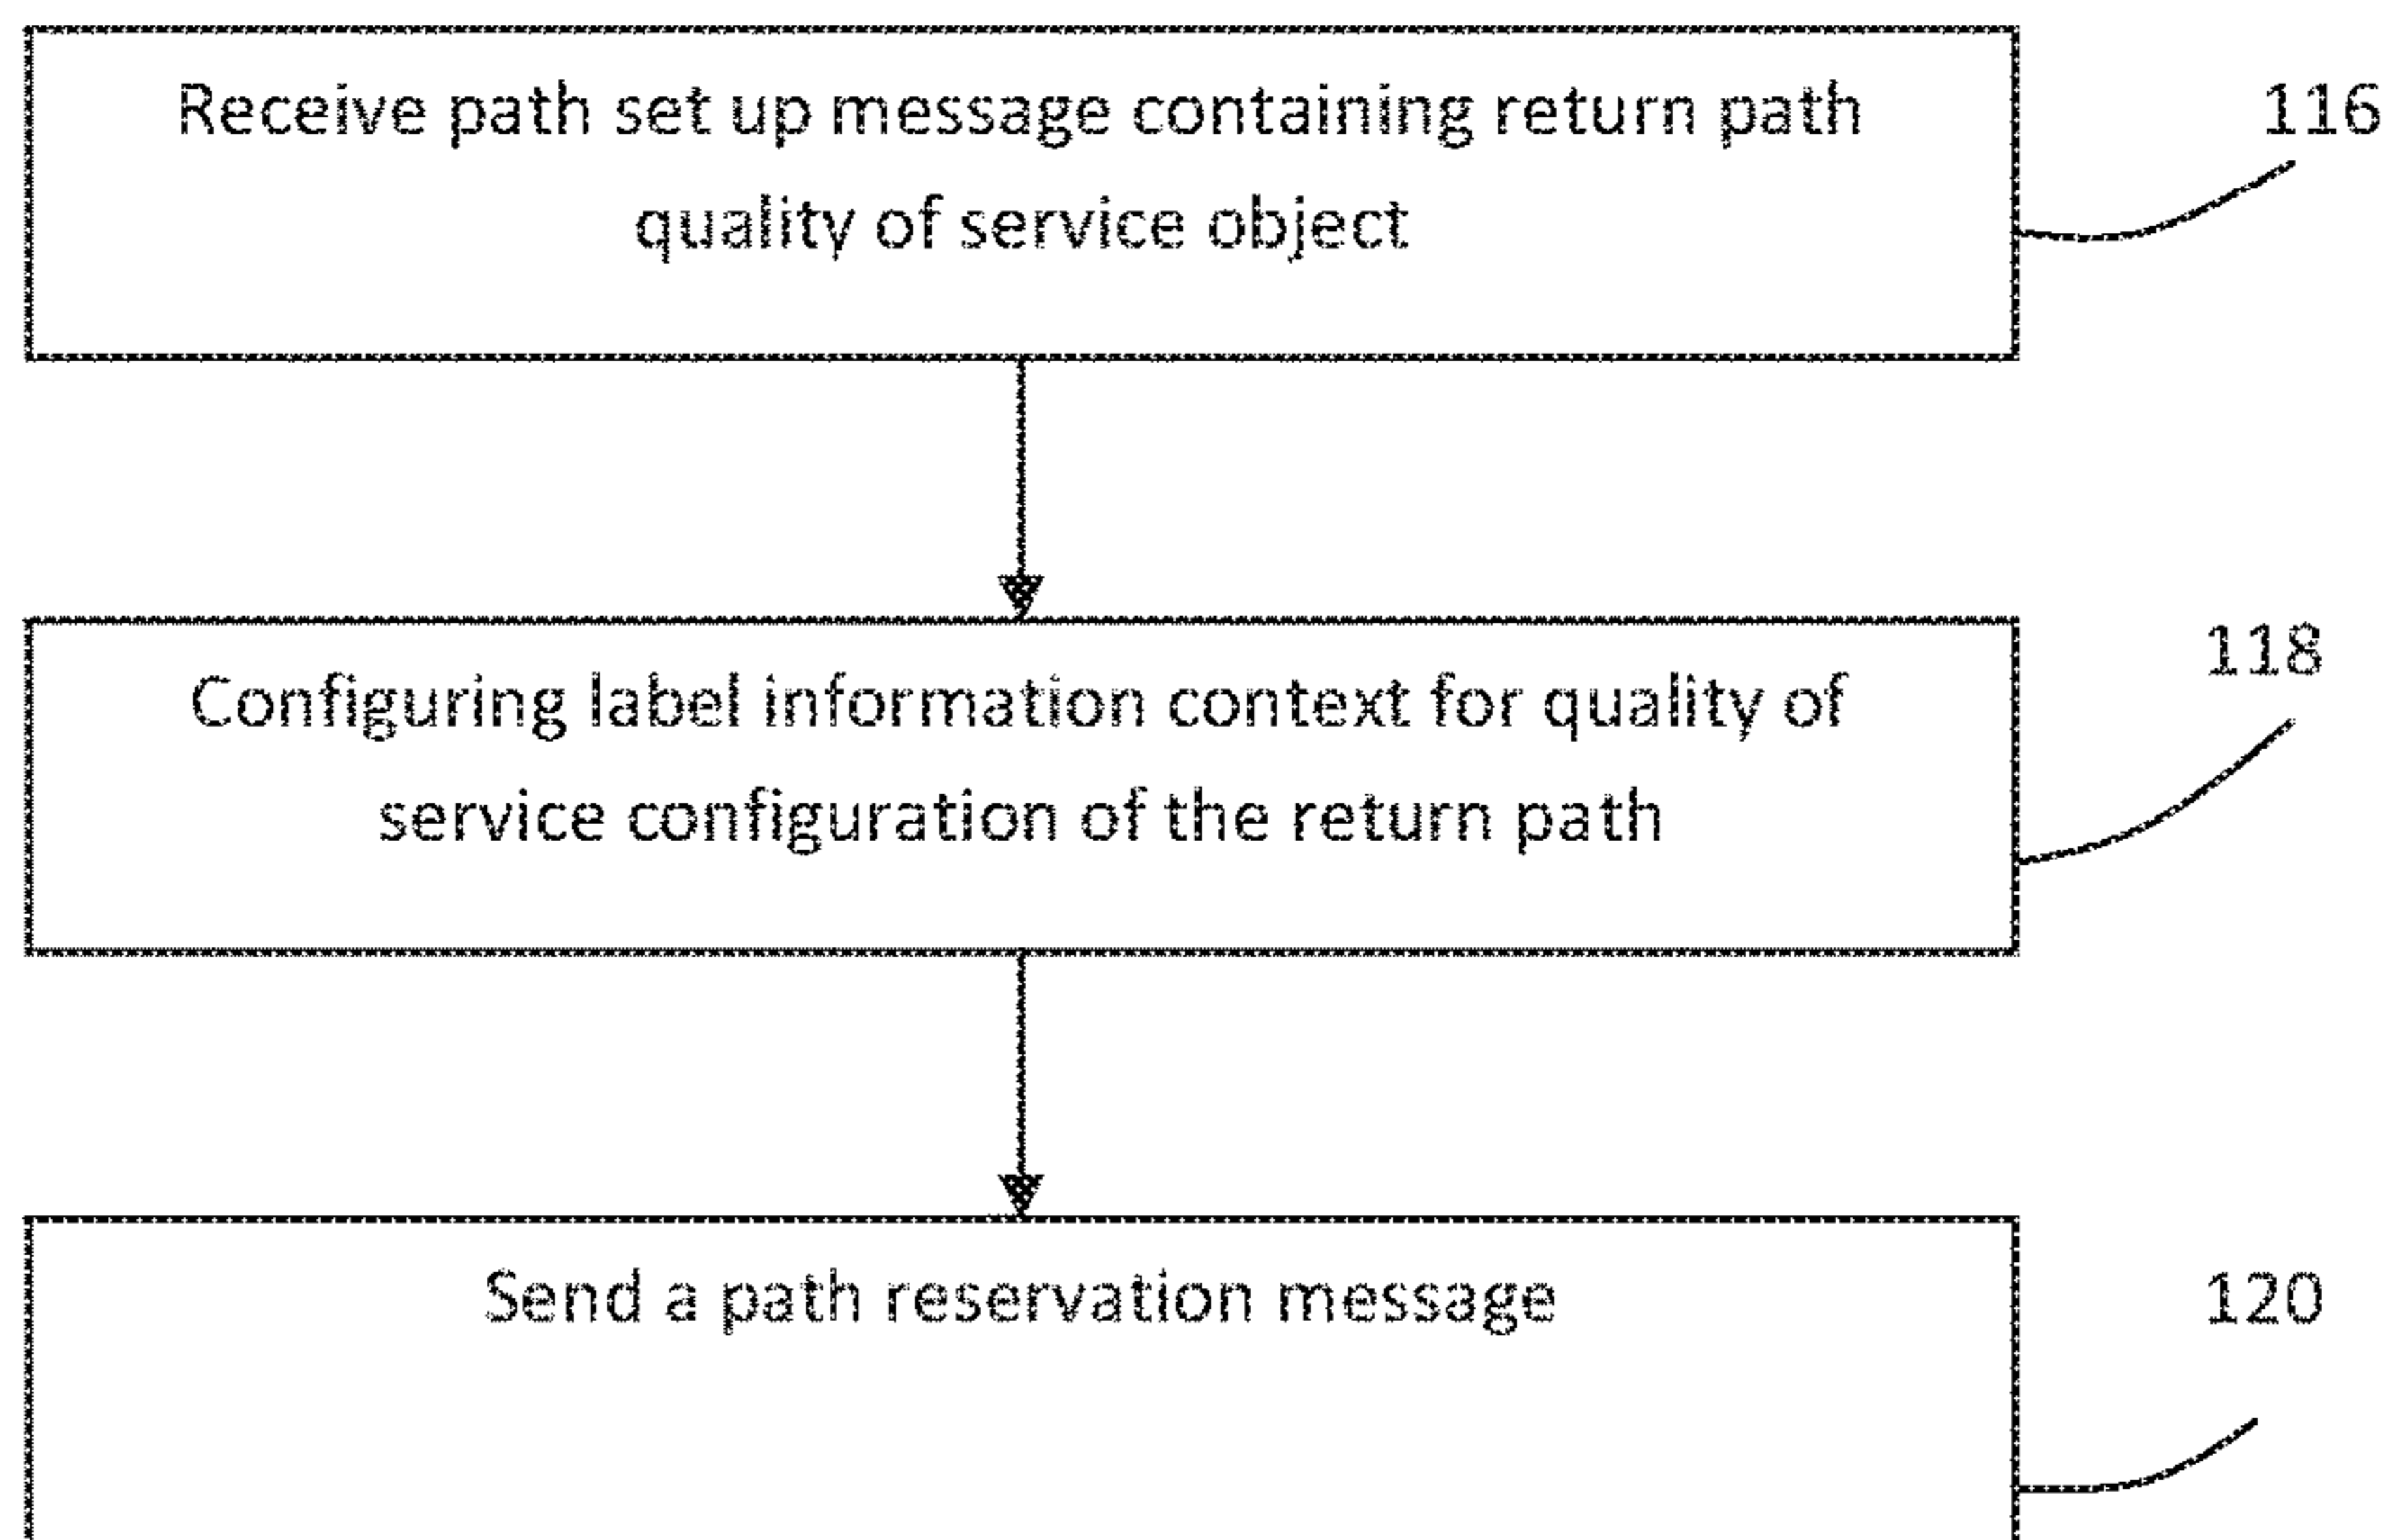 Receive path set up message containing return path
116
quality of service object
118
Configuring label information context for quality of
service configuration of the return path
Send a path reservation message
120